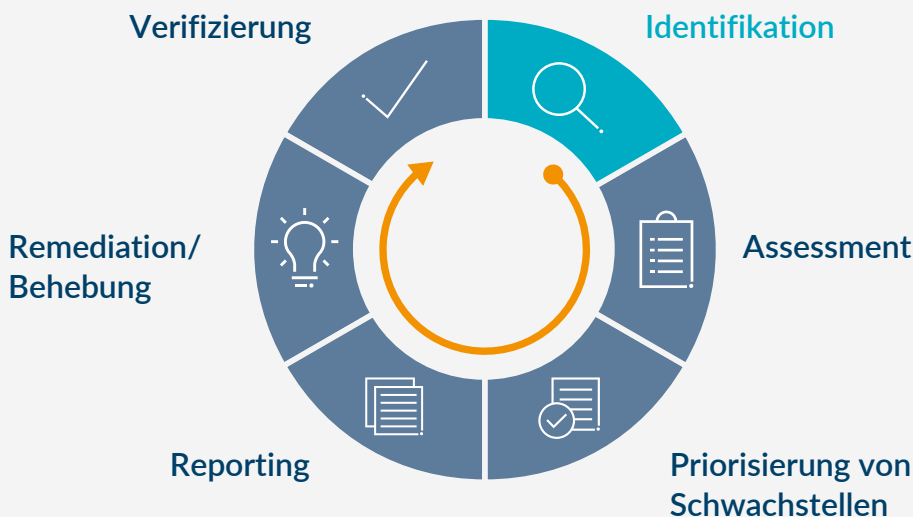 Verifizierung
Identifikation
Remediation/
Behebung
Assessment
Reporting
Priorisierung von
Schwachstellen